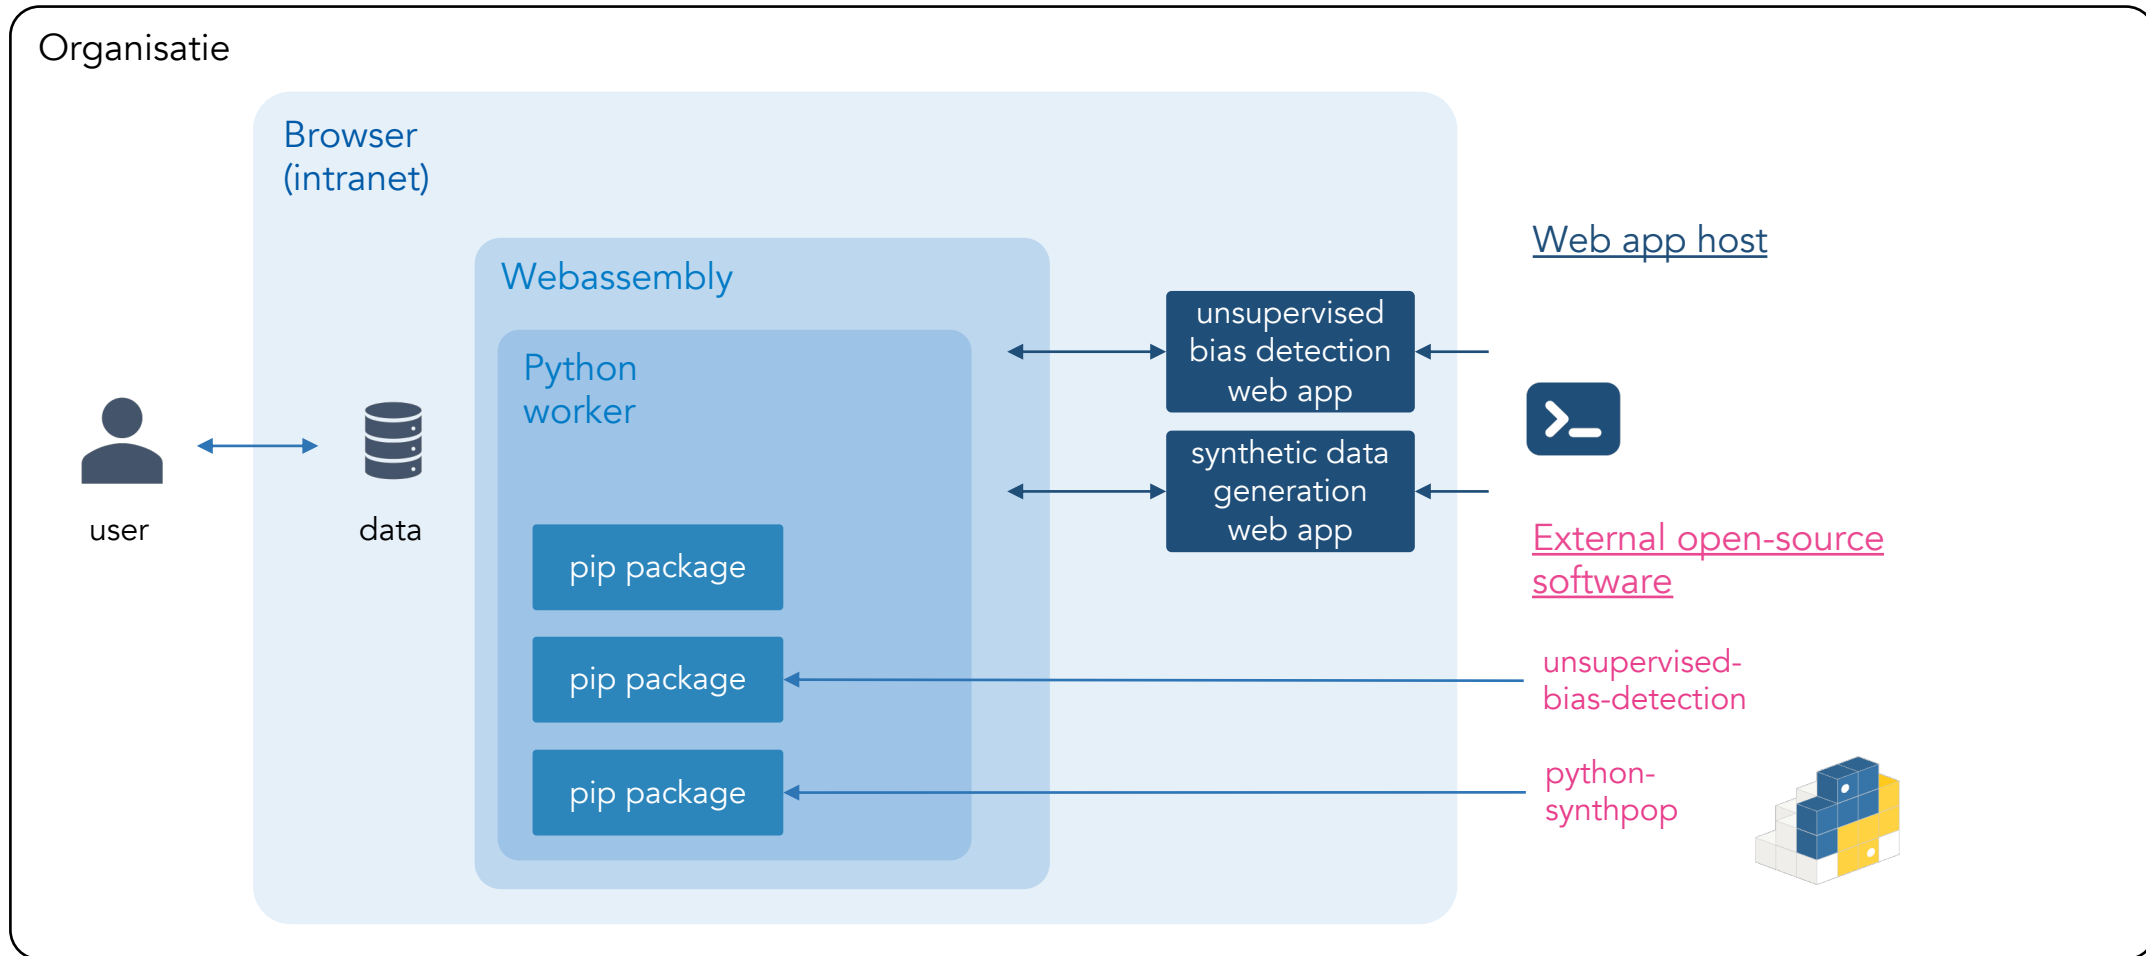 Organisatie
Browser
(intranet)
Web app host
Webassembly
unsupervised
bias detection
web app
Python
worker
synthetic data
generation
web app
user
data
External open-source
software
pip package
pip package
unsupervised-
bias-detection
pip package
python-
synthpop